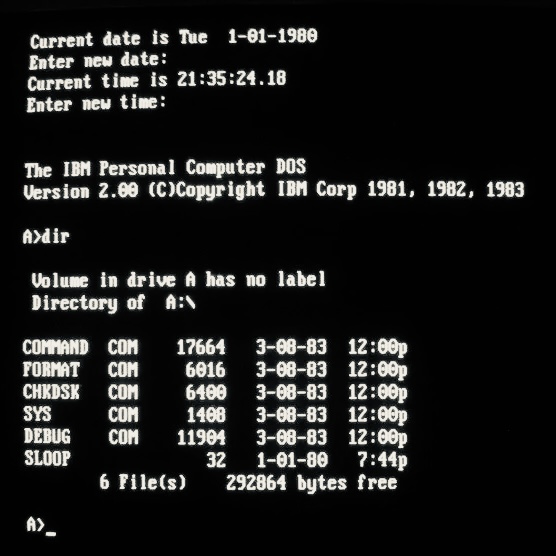 Current date is Tue  1-01-1980
Enter new date:
Current time is 21:35:24.18
Enter new time:
The IBM Personal Computer DOS
Version 2.00 (C)Copyright IBM Corp 1981, 1982, 1983
A>dir
Volume in drive A has no label
Directory of  A:\
COMMAND  COM    17664   3-08-83  12:00p
FORMAT   COM     6016   3-08-83  12:00p
CHKDSK   COM     6400   3-08-83  12:00p
SYS      COM     1408   3-08-83  12:00p
DEBUG    COM    11904   3-08-83  12:00p
SLOOP              32   1-01-80   7:44p
6 File(s)    292864 bytes free
A>_